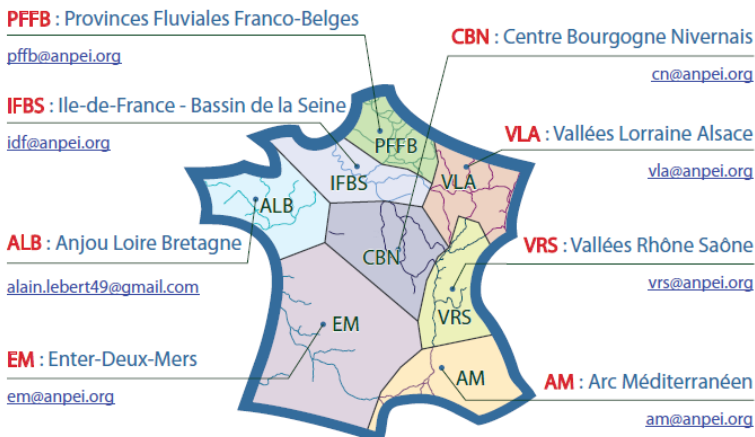 PFFB : Provinces Fluviales Franco-Belges
pffb@anpei.org
CBN : Centre Bourgogne Nivernais
cn@anpei.org
IFBS : Ile-de-France - Bassin de la Seine
idf@anpei.org
VLA : Vallées Lorraine Alsace
vla@anpei.org
ALB : Anjou Loire Bretagne
alain.lebert49@gmail.com
VRS : Vallées Rhône Saône
vrs@anpei.org
EM : Enter-Deux-Mers
em@anpei.org
AM : Arc Méditerranéen
am@anpei.org
PFFB
IFBS
VLA
ALB
CBN
EM
VRS
AM